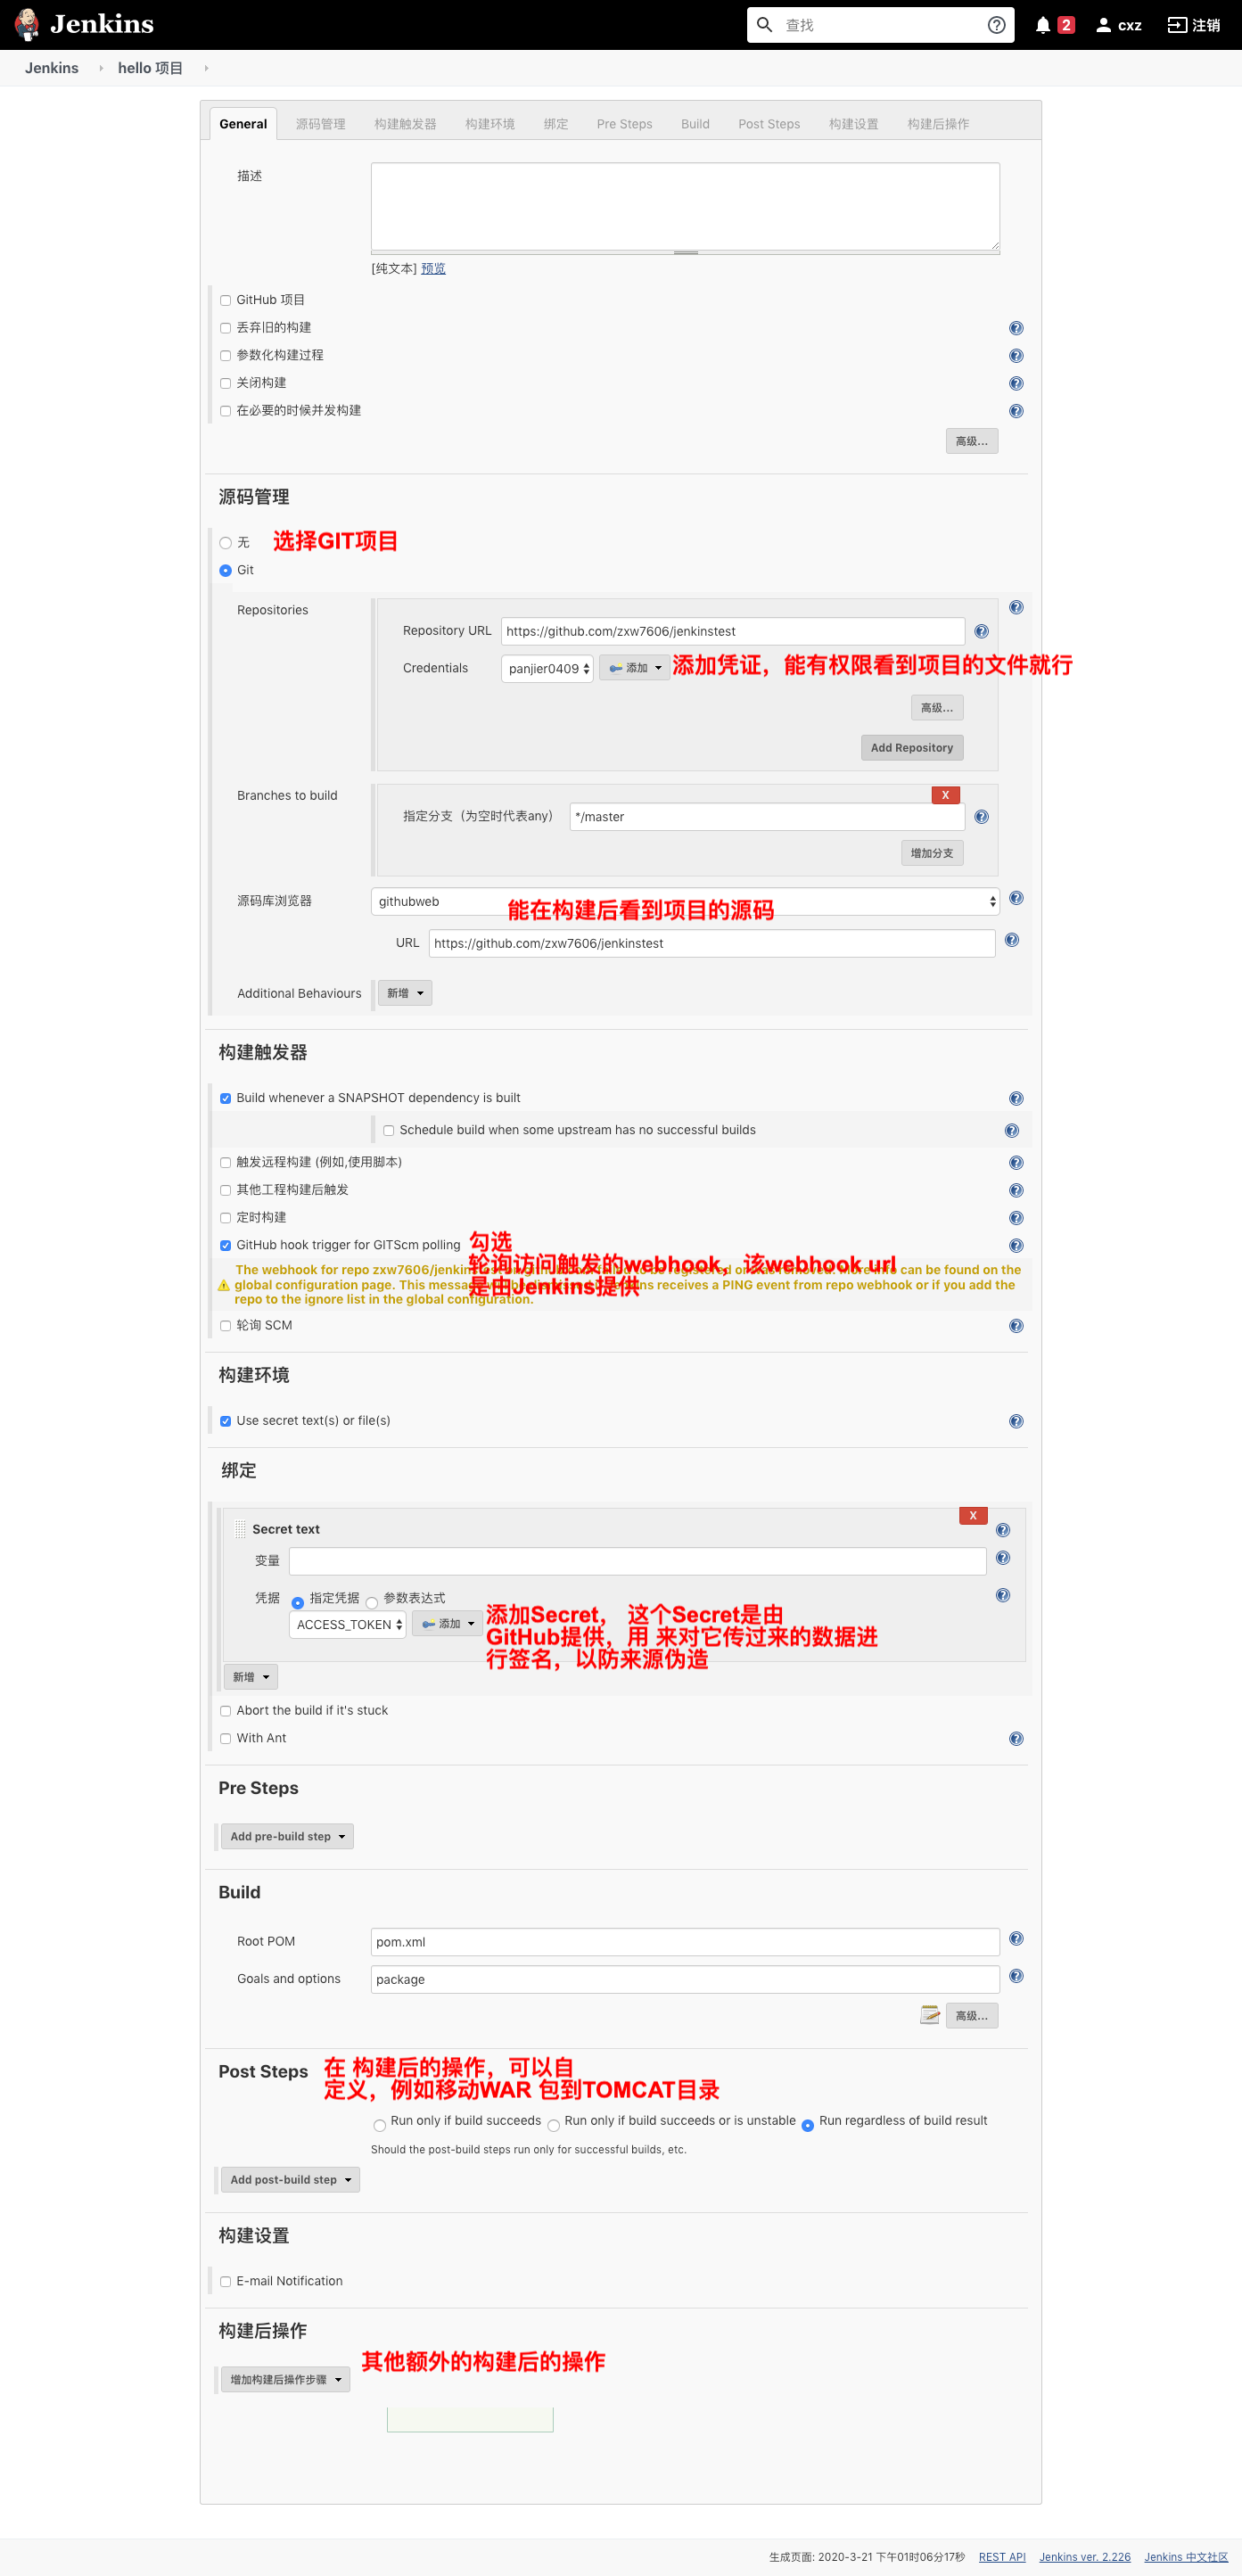 Jenkins
查找
2
cxz
注销
Jenkins
hello 项目
General
源码管理
构建触发器
构建环境
绑定
Pre Steps
Build
Post Steps
构建设置
构建后操作
描述
[纯文本] 预览
GitHub 项目
丢弃旧的构建
参数化构建过程
关闭构建
在必要的时候并发构建
高级...
源码管理
无
选择GIT项目
Git
Repositories
Repository URL
https://github.com/zxw7606/jenkinstest
Credentials
panjier0409
添加
添加凭证，能有权限看到项目的文件就行
高级...
Add Repository
Branches to build
X
指定分支（为空时代表any）
*/master
增加分支
源码库浏览器
githubweb
能在构建后看到项目的源码
URL
https://github.com/zxw7606/jenkinstest
Additional Behaviours
新增
构建触发器
Build whenever a SNAPSHOT dependency is built
Schedule build when some upstream has no successful builds
触发远程构建 (例如,使用脚本)
其他工程构建后触发
定时构建
GitHub hook trigger for GITScm polling
勾选
轮询访问触发的webhook，该webhook url
是由Jenkins提供
The webhook for repo zxw7606/jenkin can be found on the
global configuration page. This messa ns receives a PING event from repo webhook or if you add the
repo to the ignore list in the global configuration.
轮询 SCM
构建环境
Use secret text(s) or file(s)
绑定
X
Secret text
变量
凭据
指定凭据
参数表达式
ACCESS_TOKEN
添加
添加Secret， 这个Secret是由
GitHub提供，用 来对它传过来的数据进
行签名，以防来源伪造
新增
Abort the build if it's stuck
With Ant
Pre Steps
Add pre-build step
Build
Root POM
pom.xml
Goals and options
package
高级...
Post Steps
在 构建后的操作，可以自
定义，例如移动WAR 包到TOMCAT目录
Run only if build succeeds
Run only if build succeeds or is unstable
Run regardless of build result
Should the post-build steps run only for successful builds, etc.
Add post-build step
构建设置
E-mail Notification
构建后操作
其他额外的构建后的操作
增加构建后操作步骤
生成页面: 2020-3-21 下午01时06分17秒
REST API
Jenkins ver. 2.226
Jenkins 中文社区